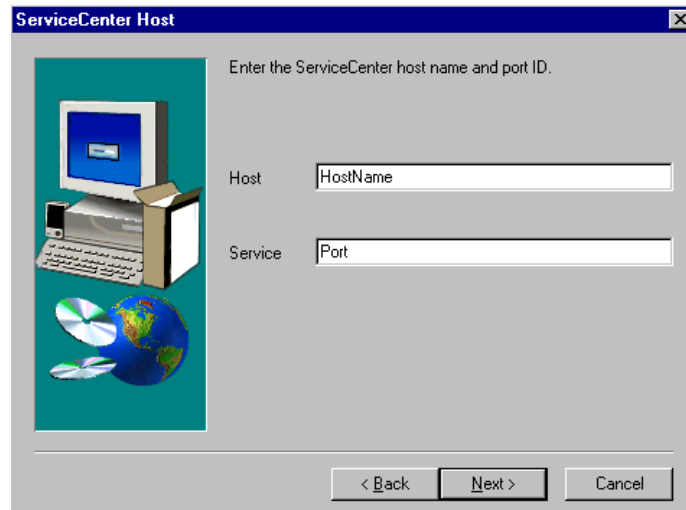 ServiceCenter Host
Enter the ServiceCenter host name and port ID.
Host HostName
Service Port
< Back Next > Cancel